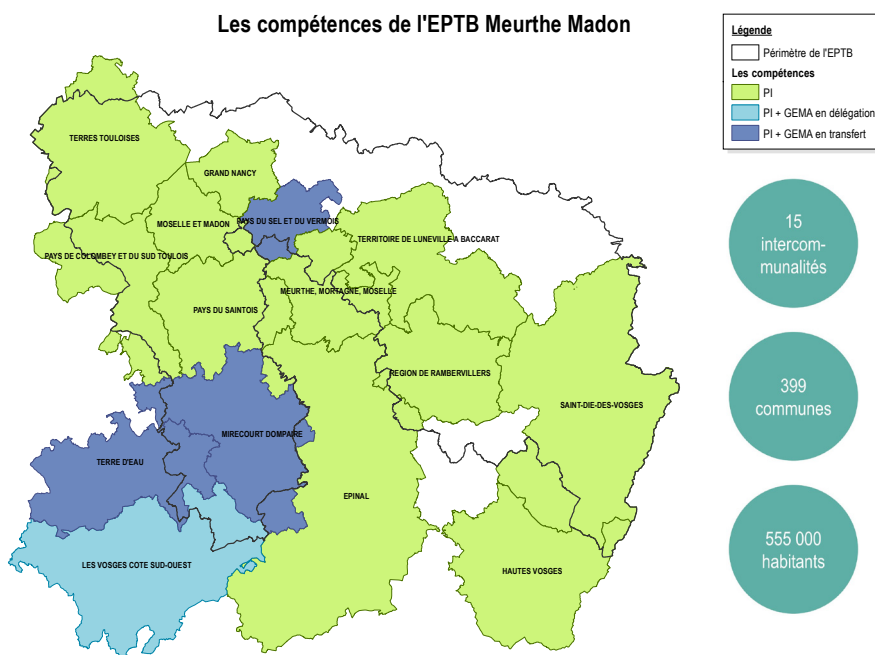 Les compétences de l'EPTB Meurthe Madon
Légende
Périmètre de l'EPTB
Les compétences
PI
PI + GEMA en délégation
PI + GEMA en transfert
TERRES TOULOISES
GRAND NANCY
MOSELLE ET MADON
PAYS DU SEL ET DU VERMOIS
TERRITOIRE DE LUNEVILLE A BACCARAT
PAYS DE COLOMBEY ET DU SUD TOULOIS
MEURTHE, MORTAGNE, MOSELLE
PAYS DU SAINTOIS
REGION DE RAMBERVILLERS
SAINT-DIE-DES-VOSGES
MIRECOURT DOMPAIRE
TERRE D'EAU
EPINAL
LES VOSGES COTE SUD-OUEST
HAUTES VOSGES
15
intercom-
munalités
399
communes
555 000
habitants